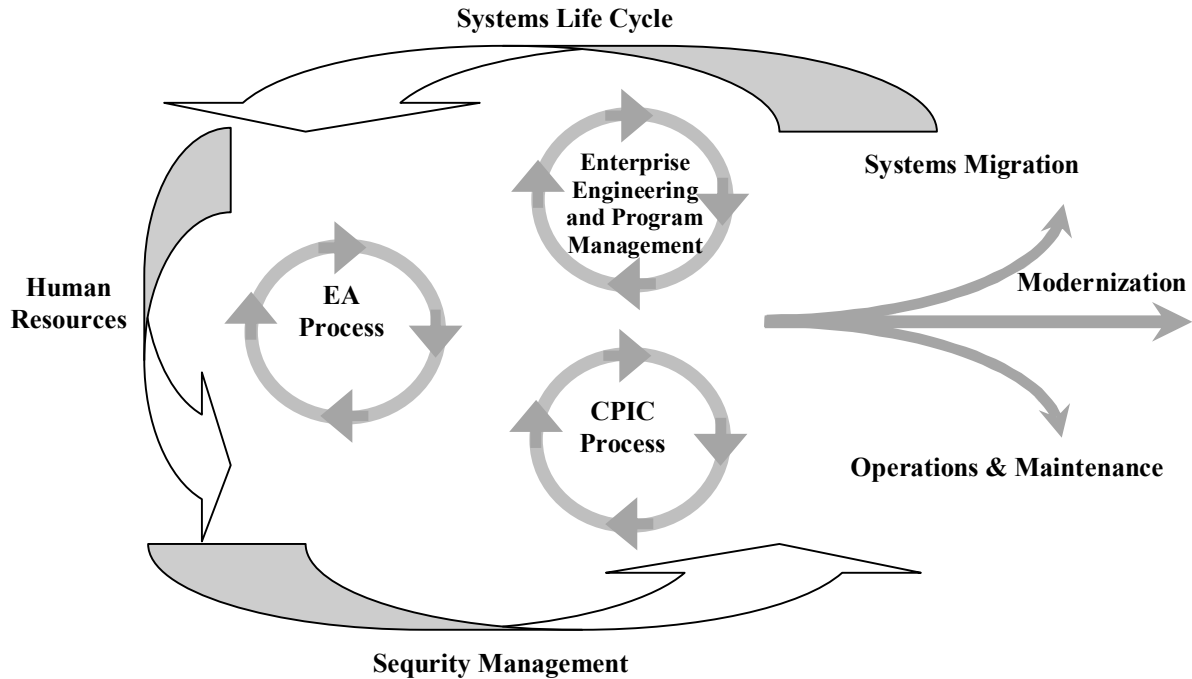 Systems Life Cycle
Enterprise
Engineering
and Program
Management
Systems Migration
Human
Resources
EA
Process
Modernization
CPIC
Process
Operations & Maintenance
Sequrity Management